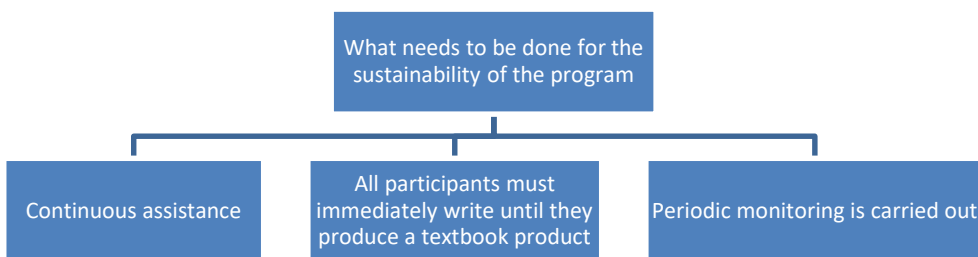 What needs to be done for the
sustainability of the program
Continuous assistance
All participants must
immediately write until they
produce a textbook product
Periodic monitoring is carried out